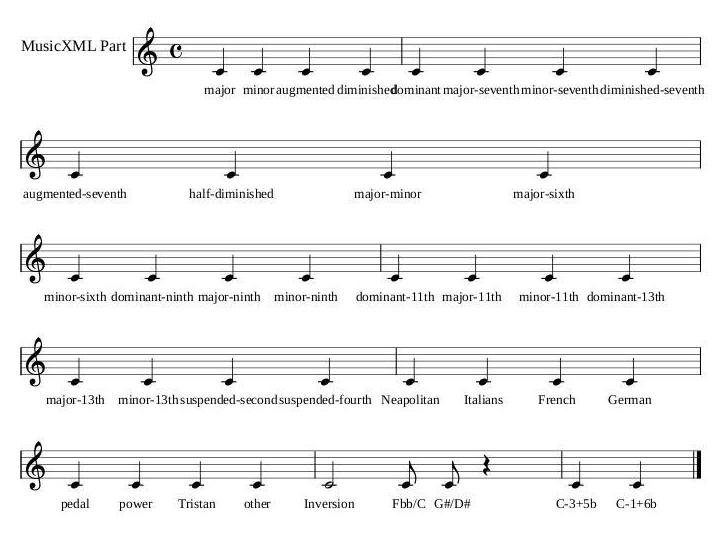 MusicXML Part
major minor augmented diminished dominant major-seventh minor-seventh diminished-seventh
augmented-seventh half-diminished major-minor major-sixth
minor-sixth dominant-ninth major-ninth minor-ninth dominant-11th major-11th minor-11th dominant-13th
major-13th minor-13th suspended-second suspended-fourth Neapolitan Italians French German
pedal power Tristan other Inversion Fbb/C G#/D# C-3+5b C-1+6b